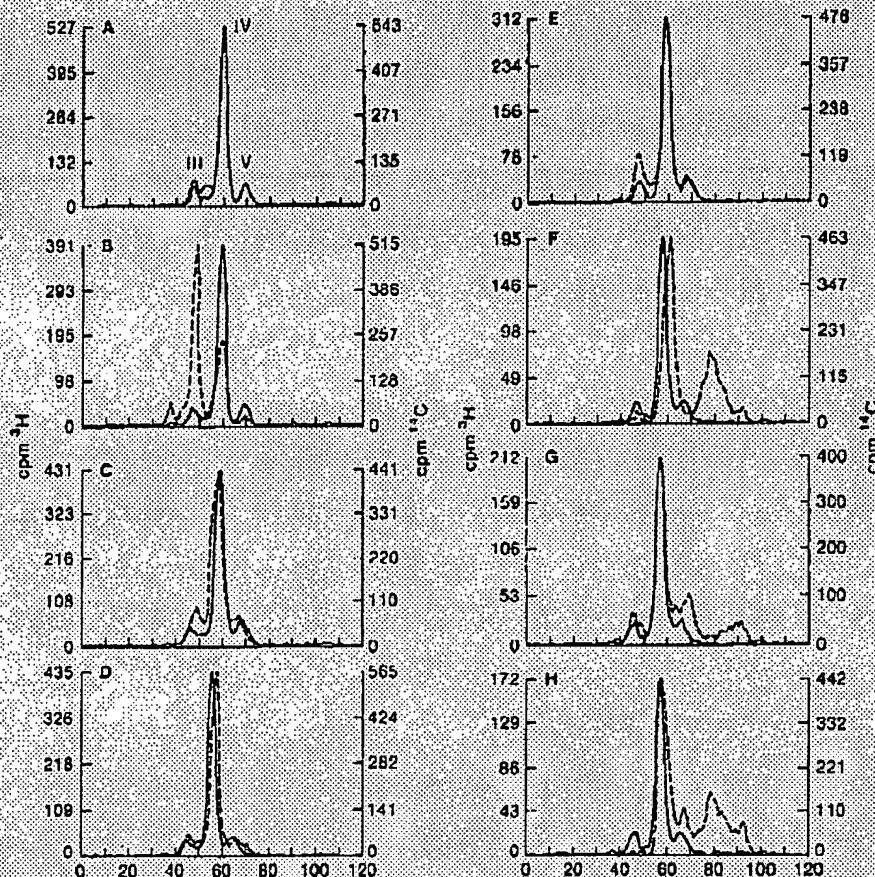 527 A IV 543
395 407
264 271
132 III V 135
0 0
B
391 515
293 386
195 257
98 128
0 0
C
431 441
323 331
216 220
108 110
0 0
D
435 565
326 424
218 282
109 141
0 0
0 20 40 60 80 100 120
cpm ³H
cpm ¹⁴C
E
312 476
234 357
156 238
78 119
0 0
F
195 463
146 347
98 231
49 115
0 0
G
212 400
159 300
106 200
53 100
0 0
H
172 442
129 332
86 221
43 110
0 0
0 20 40 60 80 100 120
cpm ³H
cpm ¹⁴C